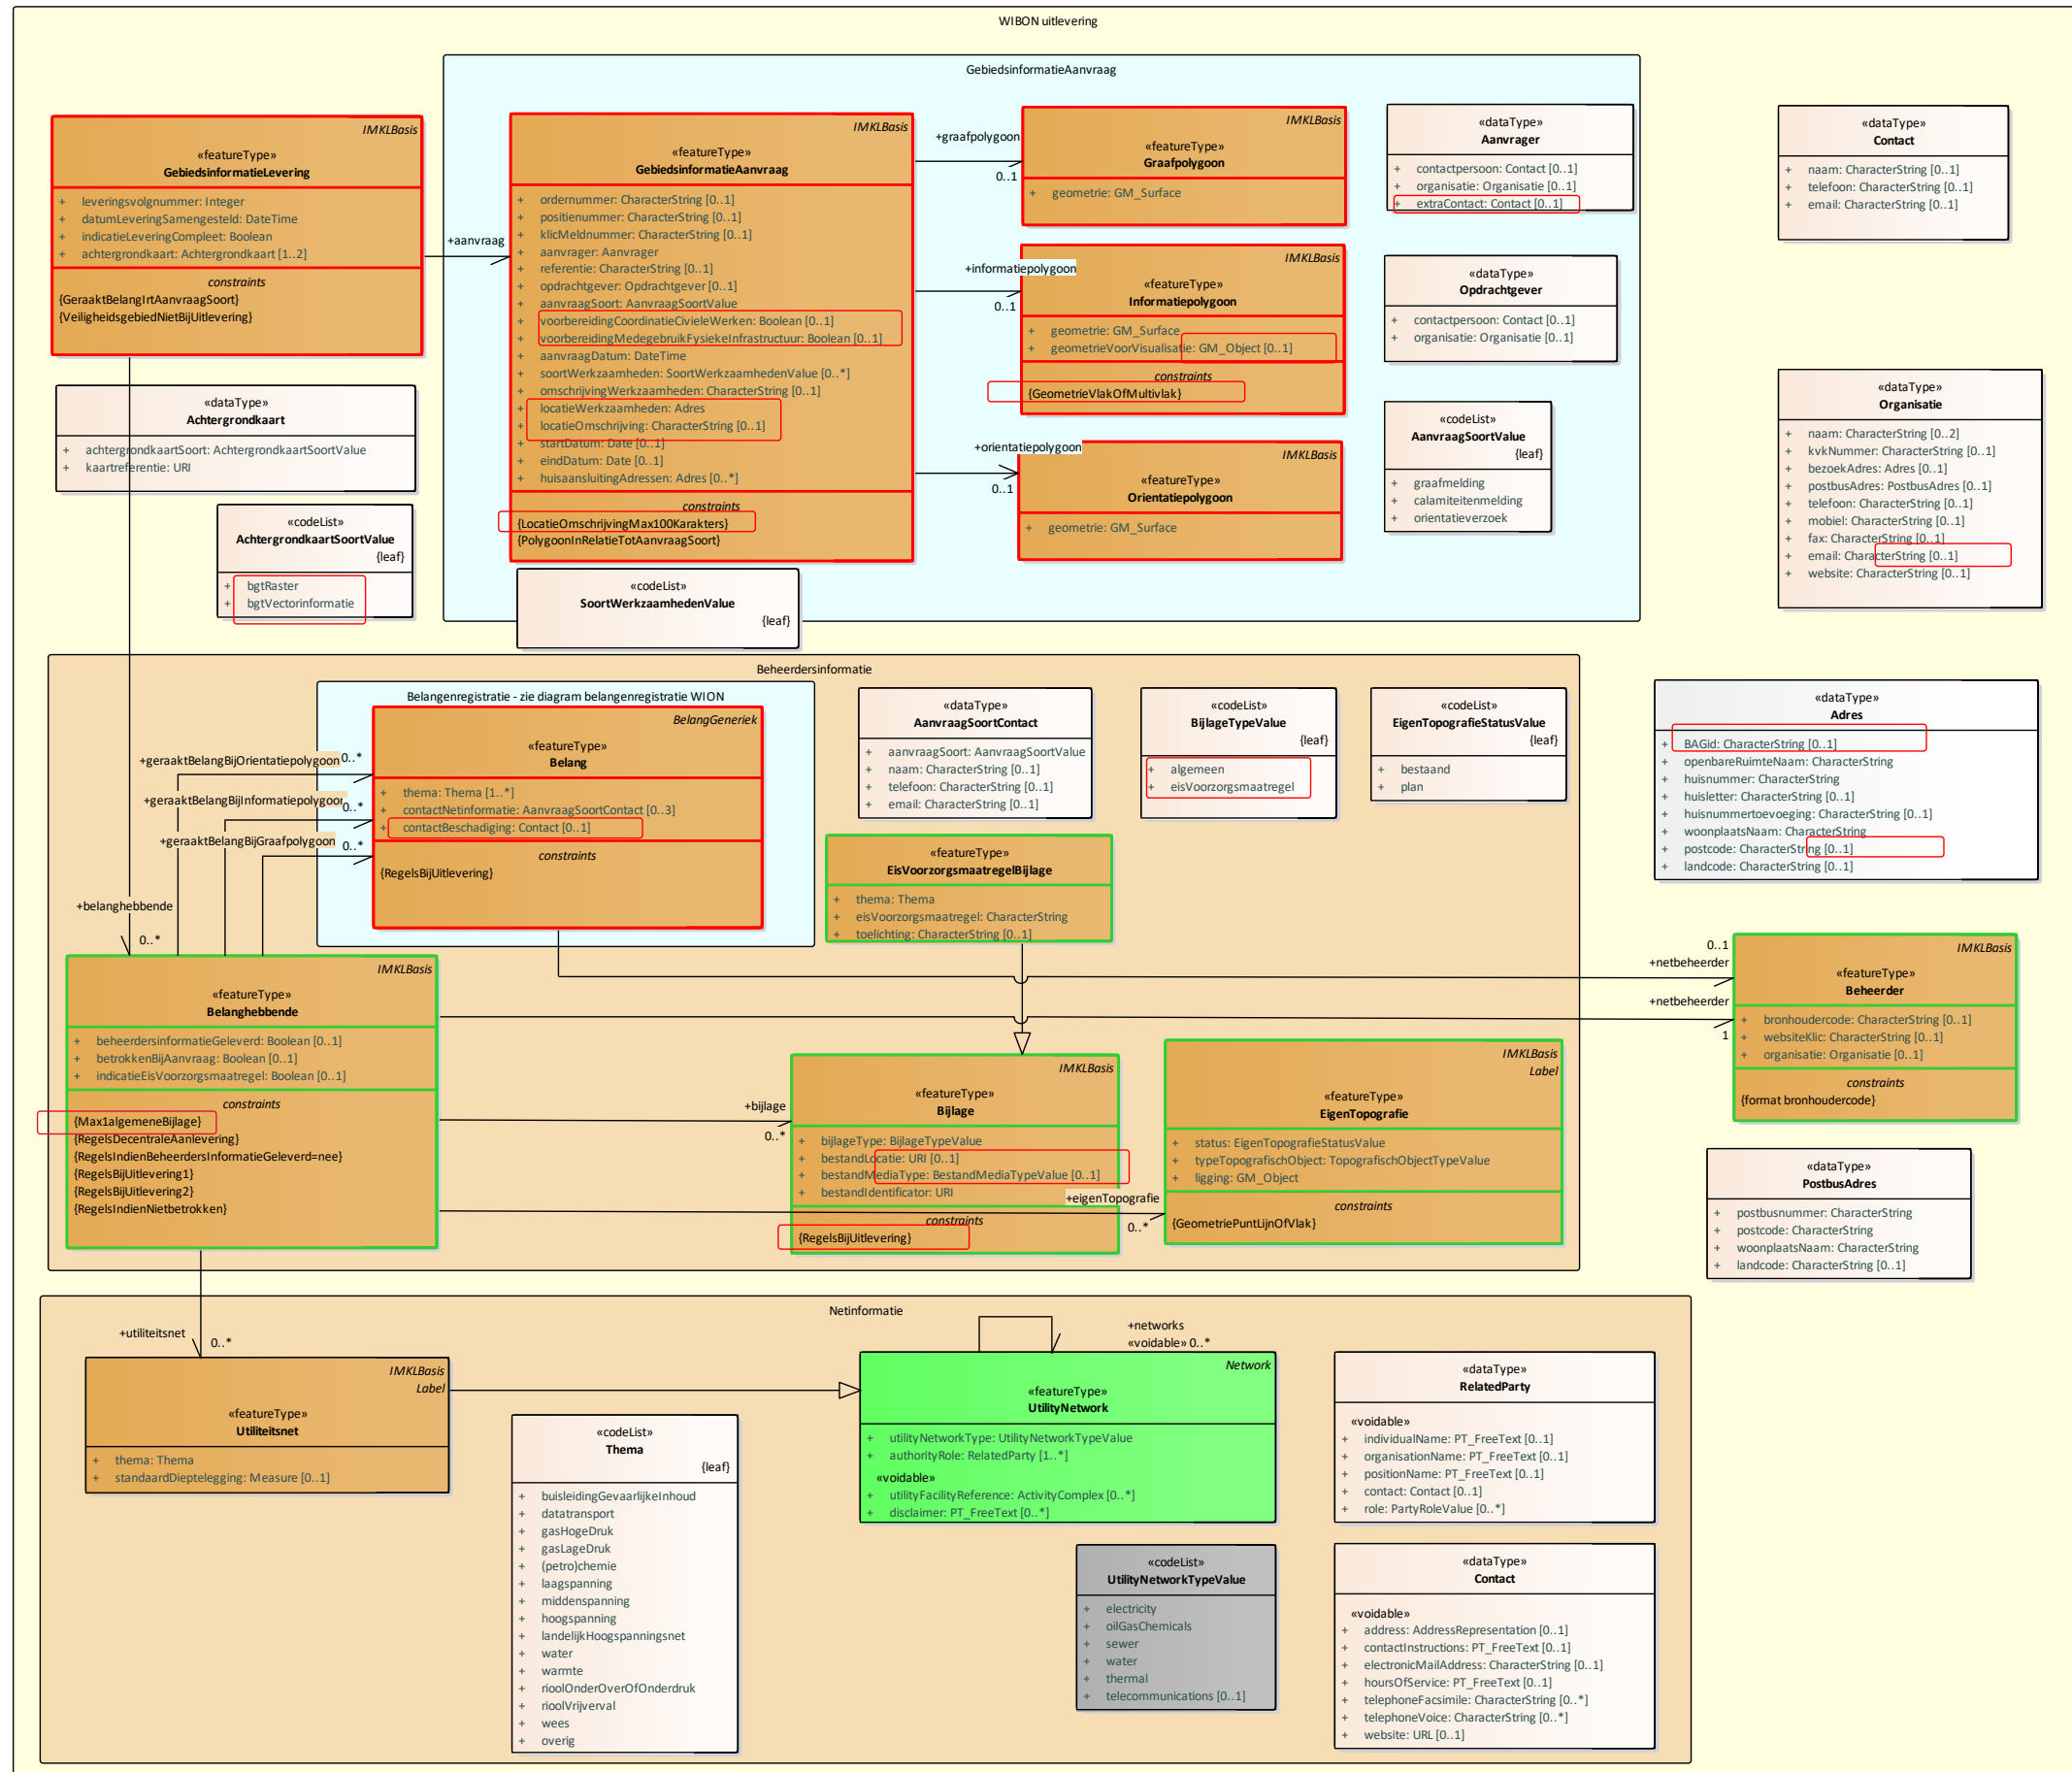 WIBON uitlevering
GebiedsinformatieAanvraag
IMKLBasis
«featureType»
GebiedsinformatieLevering
+ leveringsvolgnummer: Integer
+ datumLeveringSamengesteld: DateTime
+ indicatieLeveringCompleet: Boolean
+ achtergrondkaart: Achtergrondkaart [1..2]
constraints
{GeraaktBelangIrtAanvraagSoort}
{VeiligheidsgebiedNietBijUitlevering}
+aanvraag
IMKLBasis
«featureType»
GebiedsinformatieAanvraag
+ ordernummer: CharacterString [0..1]
+ positienummer: CharacterString [0..1]
+ klicMeldnummer: CharacterString [0..1]
+ aanvrager: Aanvrager
+ referentie: CharacterString [0..1]
+ opdrachtgever: Opdrachtgever [0..1]
+ aanvraagSoort: AanvraagSoortValue
+ voorbereidingCoordinatieCivieleWerken: Boolean [0..1]
+ voorbereidingMedegebruikFysiekeInfrastructuur: Boolean [0..1]
+ aanvraagDatum: DateTime
+ soortWerkzaamheden: SoortWerkzaamhedenValue [0..*]
+ omschrijvingWerkzaamheden: CharacterString [0..1]
+ locatieWerkzaamheden: Adres
+ locatieOmschrijving: CharacterString [0..1]
+ startDatum: Date [0..1]
+ eindDatum: Date [0..1]
+ huisaansluitingAdressen: Adres [0..*]
constraints
{LocatieOmschrijvingMax100Karakters}
{PolygoonInRelatieTotAanvraagSoort}
+graafpolygoon
0..1
IMKLBasis
«featureType»
Graafpolygoon
+ geometrie: GM_Surface
+informatiepolygoon
0..1
IMKLBasis
«featureType»
Informatiepolygoon
+ geometrie: GM_Surface
+ geometrieVoorVisualisatie: GM_Object [0..1]
constraints
{GeometrieVlakOfMultivlak}
+orientatiepolygoon
0..1
IMKLBasis
«featureType»
Orientatiepolygoon
+ geometrie: GM_Surface
«dataType»
Aanvrager
+ contactpersoon: Contact [0..1]
+ organisatie: Organisatie [0..1]
+ extraContact: Contact [0..1]
«dataType»
Opdrachtgever
+ contactpersoon: Contact [0..1]
+ organisatie: Organisatie [0..1]
«codeList»
AanvraagSoortValue
{leaf}
+ graafmelding
+ calamiteitenmelding
+ orientatieverzoek
«dataType»
Contact
+ naam: CharacterString [0..1]
+ telefoon: CharacterString [0..1]
+ email: CharacterString [0..1]
«dataType»
Organisatie
+ naam: CharacterString [0..2]
+ kvkNummer: CharacterString [0..1]
+ bezoekAdres: Adres [0..1]
+ postbusAdres: PostbusAdres [0..1]
+ telefoon: CharacterString [0..1]
+ mobiel: CharacterString [0..1]
+ fax: CharacterString [0..1]
+ email: CharacterString [0..1]
+ website: CharacterString [0..1]
«dataType»
Achtergrondkaart
+ achtergrondkaartSoort: AchtergrondkaartSoortValue
+ kaartreferentie: URI
«codeList»
AchtergrondkaartSoortValue
{leaf}
+ bgtRaster
+ bgtVectorinformatie
«codeList»
SoortWerkzaamhedenValue
{leaf}
Beheerdersinformatie
Belangenregistratie - zie diagram belangenregistratie WION
BelangGeneriek
«featureType»
Belang
+ thema: Thema [1..*]
+ contactNetinformatie: AanvraagSoortContact [0..3]
+ contactBeschadiging: Contact [0..1]
constraints
{RegelsBijUitlevering}
+geraaktBelangBijOrientatiepolygoon
0..*
+geraaktBelangBijInformatiepolygoon
0..*
+geraaktBelangBijGraafpolygoon
0..*
+belanghebbende
0..*
«dataType»
AanvraagSoortContact
+ aanvraagSoort: AanvraagSoortValue
+ naam: CharacterString [0..1]
+ telefoon: CharacterString [0..1]
+ email: CharacterString [0..1]
«codeList»
BijlageTypeValue
{leaf}
+ algemeen
+ eisVoorzorgsmaatregel
«codeList»
EigenTopografieStatusValue
{leaf}
+ bestaand
+ plan
«dataType»
Adres
+ BAGid: CharacterString [0..1]
+ openbareRuimteNaam: CharacterString
+ huisnummer: CharacterString
+ huisletter: CharacterString [0..1]
+ huisnummertoevoeging: CharacterString [0..1]
+ woonplaatsNaam: CharacterString
+ postcode: CharacterString [0..1]
+ landcode: CharacterString [0..1]
«featureType»
EisVoorzorgsmaatregelBijlage
+ thema: Thema
+ eisVoorzorgsmaatregel: CharacterString
+ toelichting: CharacterString [0..1]
IMKLBasis
«featureType»
Belanghebbende
+ beheerdersinformatieGeleverd: Boolean [0..1]
+ betrokkenBijAanvraag: Boolean [0..1]
+ indicatieEisVoorzorgsmaatregel: Boolean [0..1]
constraints
{Max1algemeneBijlage}
{RegelsDecentraleAanlevering}
{RegelsIndienBeheerdersInformatieGeleverd=nee}
{RegelsBijUitlevering1}
{RegelsBijUitlevering2}
{RegelsIndienNietbetrokken}
0..1
+netbeheerder
+netbeheerder
1
IMKLBasis
«featureType»
Beheerder
+ bronhoudercode: CharacterString [0..1]
+ websiteKlic: CharacterString [0..1]
+ organisatie: Organisatie [0..1]
constraints
{format bronhoudercode}
+bijlage
0..*
IMKLBasis
«featureType»
Bijlage
+ bijlageType: BijlageTypeValue
+ bestandLocatie: URI [0..1]
+ bestandMediaType: BestandMediaTypeValue [0..1]
+ bestandIdentificator: URI
constraints
{RegelsBijUitlevering}
+eigenTopografie
0..*
IMKLBasis
Label
«featureType»
EigenTopografie
+ status: EigenTopografieStatusValue
+ typeTopografischObject: TopografischObjectTypeValue
+ ligging: GM_Object
constraints
{GeometriePuntLijnOfVlak}
«dataType»
PostbusAdres
+ postbusnummer: CharacterString
+ postcode: CharacterString
+ woonplaatsNaam: CharacterString
+ landcode: CharacterString [0..1]
Netinformatie
+utiliteitsnet
0..*
IMKLBasis
Label
«featureType»
Utiliteitsnet
+ thema: Thema
+ standaardDieptelegging: Measure [0..1]
«codeList»
Thema
{leaf}
+ buisleidingGevaarlijkeInhoud
+ datatransport
+ gasHogeDruk
+ gasLageDruk
+ (petro)chemie
+ laagspanning
+ middenspanning
+ hoogspanning
+ landelijkHoogspanningsnet
+ water
+ warmte
+ rioolOnderOverOfOnderdruk
+ rioolVrijverval
+ wees
+ overig
+networks
«voidable» 0..*
Network
«featureType»
UtilityNetwork
+ utilityNetworkType: UtilityNetworkTypeValue
+ authorityRole: RelatedParty [1..*]
«voidable»
+ utilityFacilityReference: ActivityComplex [0..*]
+ disclaimer: PT_FreeText [0..*]
«codeList»
UtilityNetworkTypeValue
+ electricity
+ oilGasChemicals
+ sewer
+ water
+ thermal
+ telecommunications [0..1]
«dataType»
RelatedParty
«voidable»
+ individualName: PT_FreeText [0..1]
+ organisationName: PT_FreeText [0..1]
+ positionName: PT_FreeText [0..1]
+ contact: Contact [0..1]
+ role: PartyRoleValue [0..*]
«dataType»
Contact
«voidable»
+ address: AddressRepresentation [0..1]
+ contactInstructions: PT_FreeText [0..1]
+ electronicMailAddress: CharacterString [0..1]
+ hoursOfService: PT_FreeText [0..1]
+ telephoneFacsimile: CharacterString [0..*]
+ telephoneVoice: CharacterString [0..*]
+ website: URL [0..1]